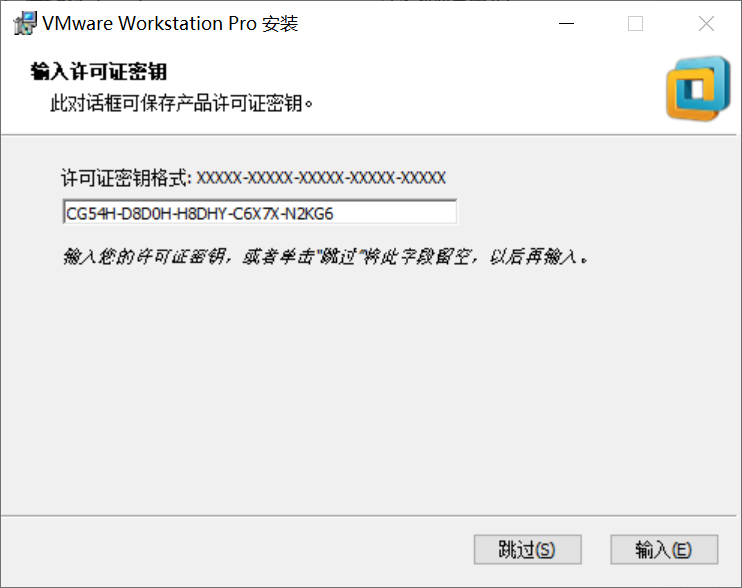 VMware Workstation Pro 安装
输入许可证密钥
此对话框可保存产品许可证密钥。
许可证密钥格式: XXXXX-XXXXX-XXXXX-XXXXX-XXXXX
CG54H-D8D0H-H8DHY-C6X7X-N2KG6
输入您的许可证密钥，或者单击"跳过"将此字段留空，以后再输入。
跳过(S)
输入(E)